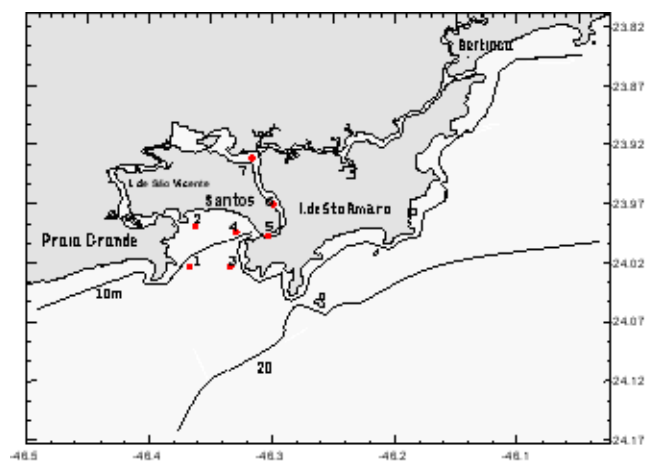 23.82
Bertioga
23.87
23.92
7
I. de São Vicente
Santos 6
I. de Sto Amaro
23.97
2
4 5
Praia Grande
1 3
24.02
10m
24.07
20
24.12
24.17
-46.5 -46.4 -46.3 -46.2 -46.1